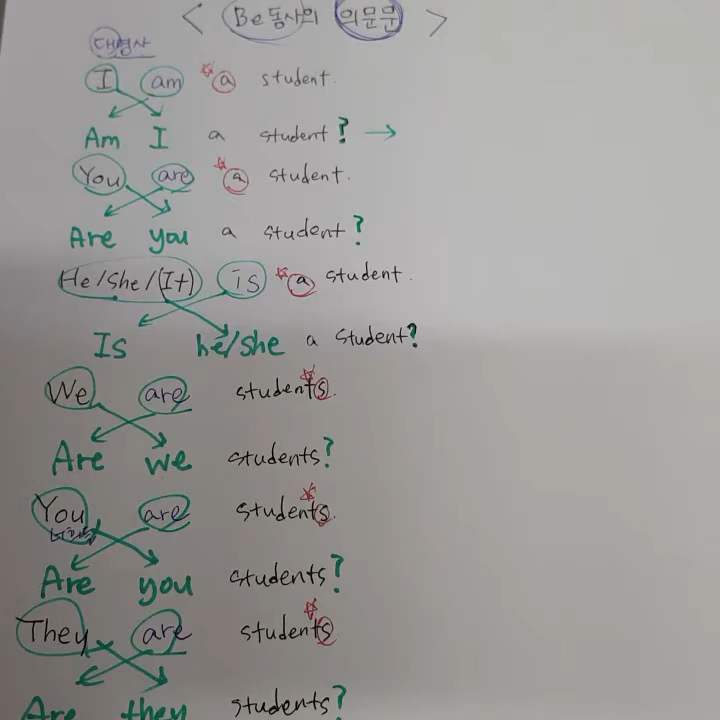 < Be동사의 의문문 >
대명사
I am *a student.
Am I a student? →
You are *a student.
Are you a student?
He/she/(It) is *a student.
Is he/she a student?
We are students*.
Are we students?
You are students*.
너희들
Are you students?
They are students*
Are they students?